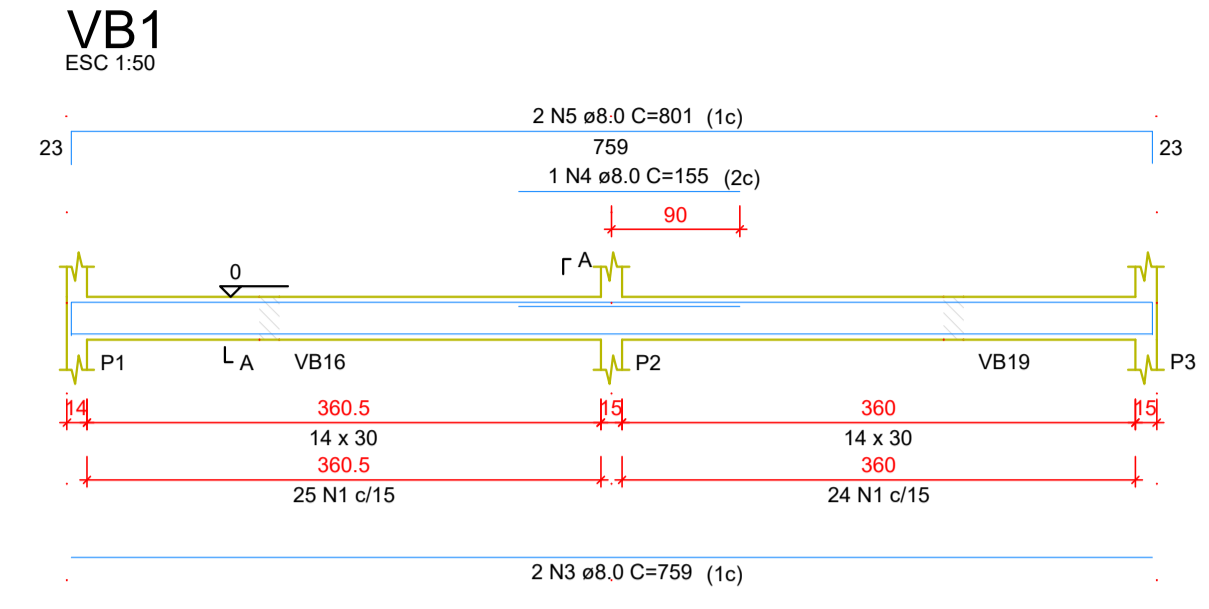 VB1
ESC 1:50
2 N5 ø8.0 C=801 (1c)
23 759 23
1 N4 ø8.0 C=155 (2c)
90
A
0
P1 A VB16 P2 VB19 P3
14 360.5 15 360 15
14 x 30 14 x 30
360.5 360
25 N1 c/15 24 N1 c/15
2 N3 ø8.0 C=759 (1c)